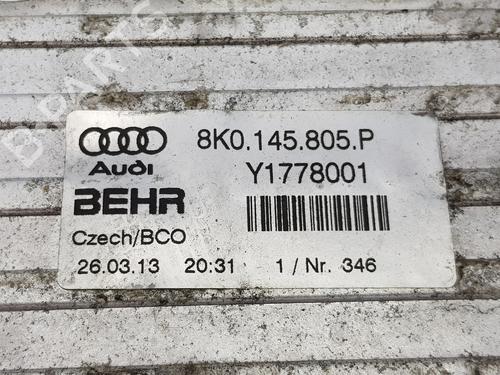 8K0.145.805.P
Audi
Y1778001
BEHR
Czech/BCO
26.03.13 20:31 1 / Nr. 346